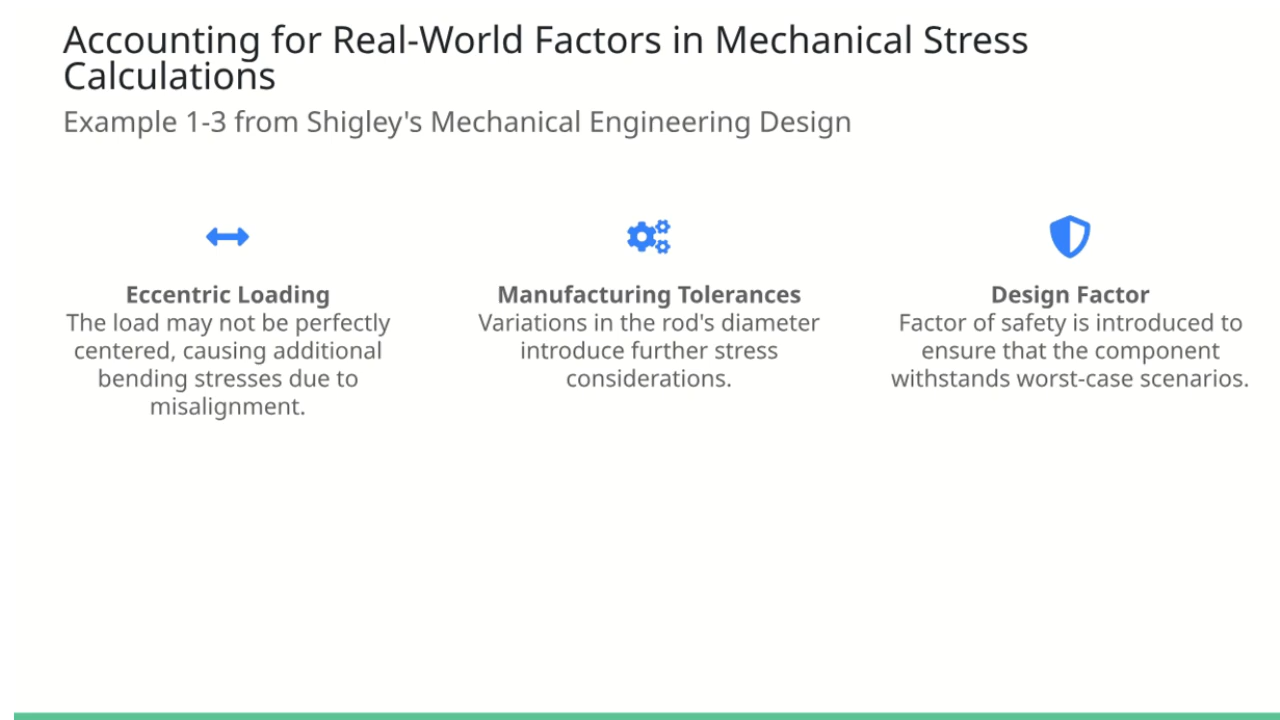 Accounting for Real-World Factors in Mechanical Stress
Calculations
Example 1-3 from Shigley's Mechanical Engineering Design
Eccentric Loading
The load may not be perfectly
centered, causing additional
bending stresses due to
misalignment.
Manufacturing Tolerances
Variations in the rod's diameter
introduce further stress
considerations.
Design Factor
Factor of safety is introduced to
ensure that the component
withstands worst-case scenarios.